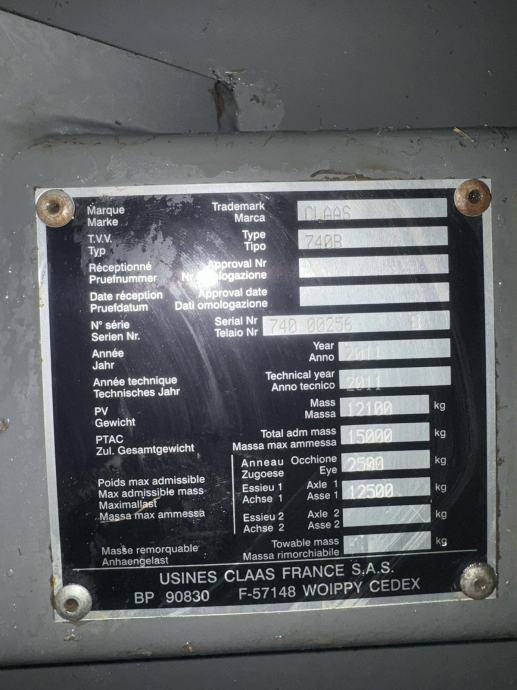 Marque Trademark CLAAS
Marke Marca
T.V.V. Type 740R
Typ Tipo
Réceptionné Approval Nr
Pruefnummer Nr omologazione
Date réception Approval date
Pruefdatum Dati omologazione
N° série Serial Nr 740 00256
Serien Nr. Telaio Nr
Année Year 2011
Jahr Anno
Année technique Technical year 2011
Technisches Jahr Anno tecnico
PV Mass 12100 kg
Gewicht Massa
PTAC Total adm mass 15000 kg
Zul. Gesamtgewicht Massa max ammessa
Anneau Occhione 2500 kg
Zugoese Eye
Poids max admissible Essieu 1 Axle 1 12500 kg
Max admissible mass Achse 1 Asse 1
Maximallast Essieu 2 Axle 2 kg
Massa max ammessa Achse 2 Asse 2
Masse remorquable Towable mass kg
Anhaengelast Massa rimorchiabile
USINES CLAAS FRANCE S.A.S.
BP 90830 F-57148 WOIPPY CEDEX